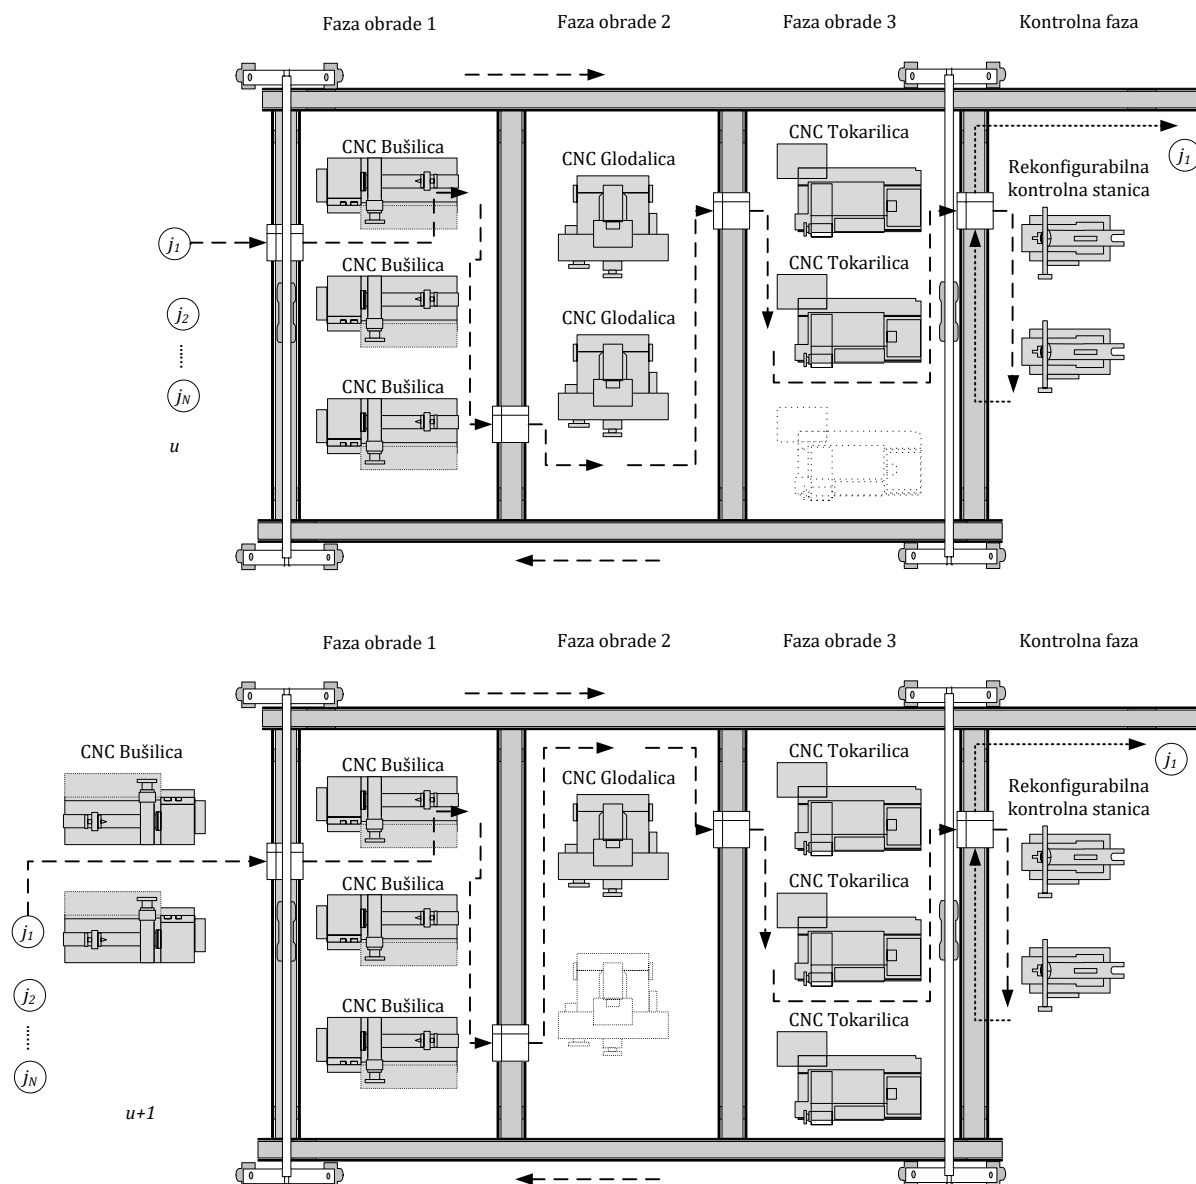 Faza obrade 1
Faza obrade 2
Faza obrade 3
Kontrolna faza
CNC Bušilica
CNC Glodalica
CNC Tokarilica
j1
Rekonfigurabilna
kontrolna stanica
j1
CNC Bušilica
CNC Tokarilica
j2
CNC Glodalica
jN
CNC Bušilica
u
Faza obrade 1
Faza obrade 2
Faza obrade 3
Kontrolna faza
CNC Bušilica
CNC Bušilica
CNC Glodalica
CNC Tokarilica
j1
Rekonfigurabilna
kontrolna stanica
j1
CNC Bušilica
CNC Tokarilica
j2
CNC Bušilica
CNC Tokarilica
jN
u+1